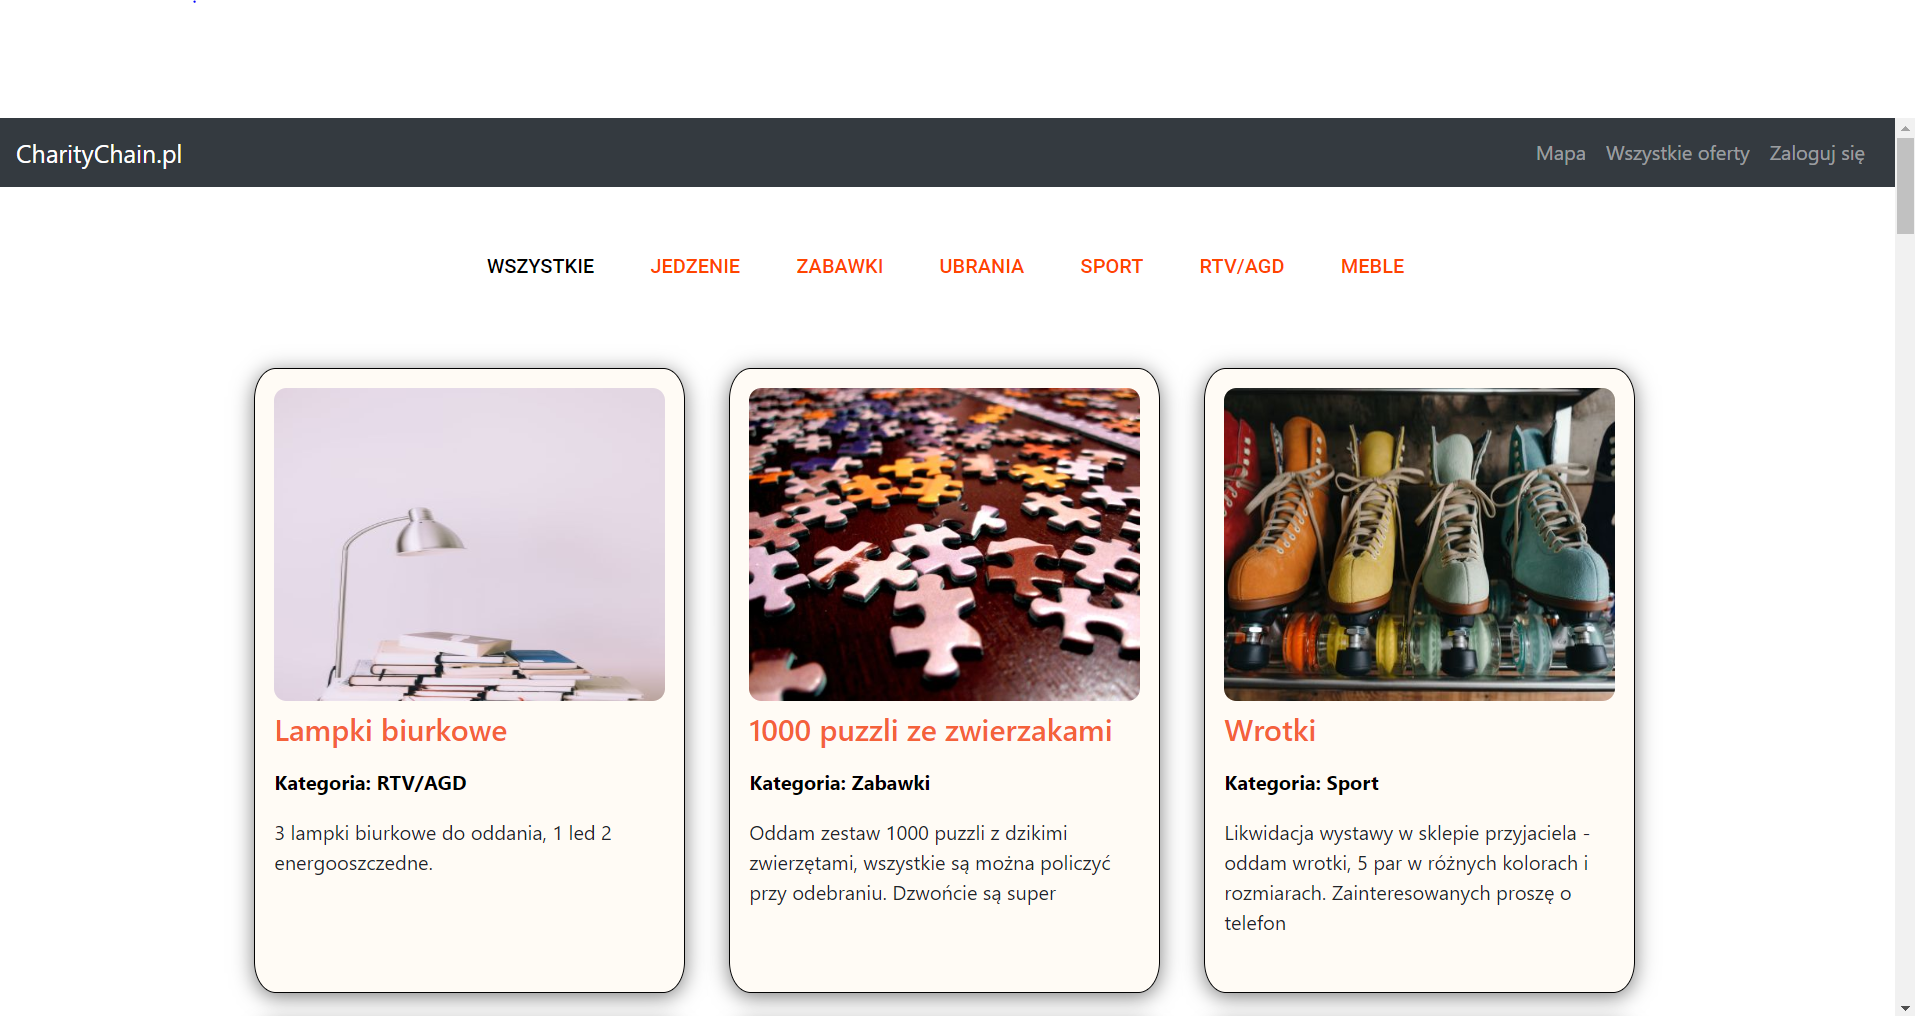 CharityChain.pl
Mapa Wszystkie oferty Zaloguj się
WSZYSTKIE JEDZENIE ZABAWKI UBRANIA SPORT RTV/AGD MEBLE
Lampki biurkowe
Kategoria: RTV/AGD
3 lampki biurkowe do oddania, 1 led 2
energooszczedne.
1000 puzzli ze zwierzakami
Kategoria: Zabawki
Oddam zestaw 1000 puzzli z dzikimi
zwierzętami, wszystkie są można policzyć
przy odebraniu. Dzwońcie są super
Wrotki
Kategoria: Sport
Likwidacja wystawy w sklepie przyjaciela -
oddam wrotki, 5 par w różnych kolorach i
rozmiarach. Zainteresowanych proszę o
telefon